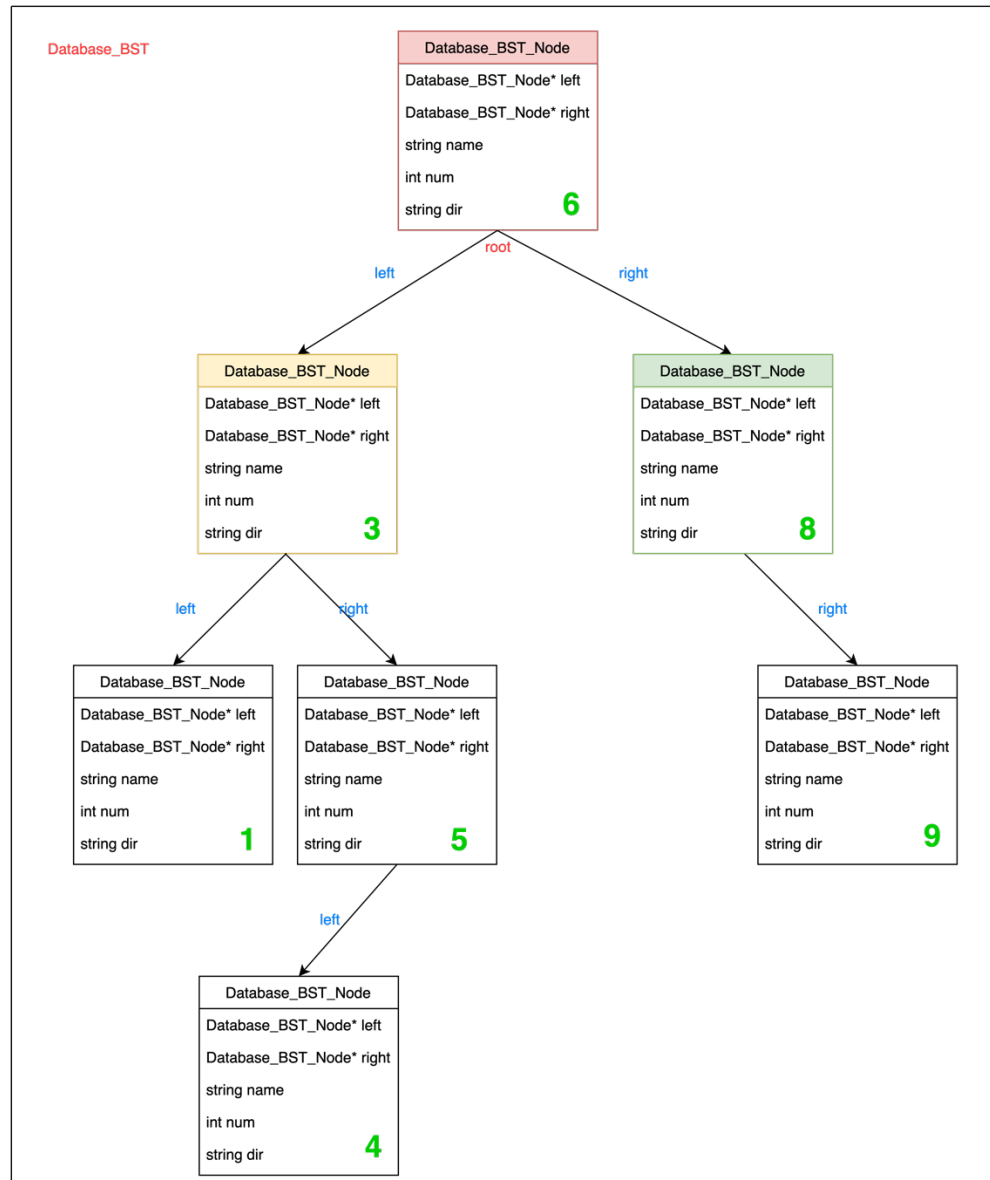 Database_BST
Database_BST_Node
Database_BST_Node* left
Database_BST_Node* right
string name
int num
string dir
6
root
left
right
Database_BST_Node
Database_BST_Node* left
Database_BST_Node* right
string name
int num
string dir
3
Database_BST_Node
Database_BST_Node* left
Database_BST_Node* right
string name
int num
string dir
8
left
right
right
Database_BST_Node
Database_BST_Node* left
Database_BST_Node* right
string name
int num
string dir
1
Database_BST_Node
Database_BST_Node* left
Database_BST_Node* right
string name
int num
string dir
5
Database_BST_Node
Database_BST_Node* left
Database_BST_Node* right
string name
int num
string dir
9
left
Database_BST_Node
Database_BST_Node* left
Database_BST_Node* right
string name
int num
string dir
4